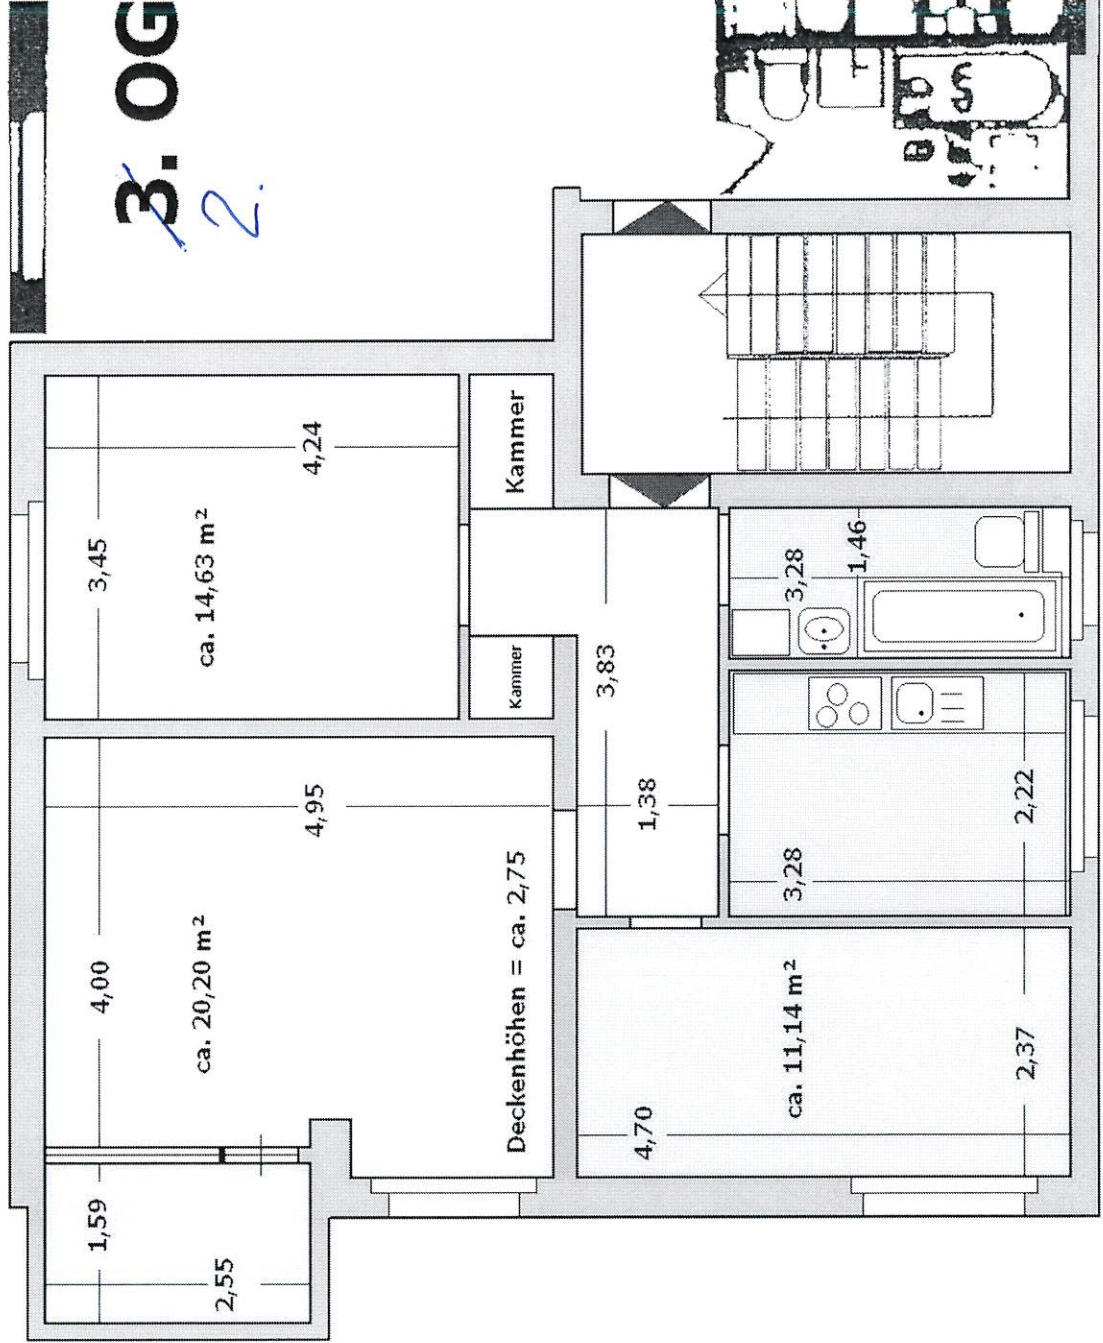 1,59
4,00
3,45
3. OG
2.
ca. 20,20 m²
ca. 14,63 m²
2,55
4,95
4,24
Deckenhöhen = ca. 2,75
Kammer
Kammer
3,83
4,70
1,38
ca. 11,14 m²
3,28
3,28
1,46
2,37
2,22